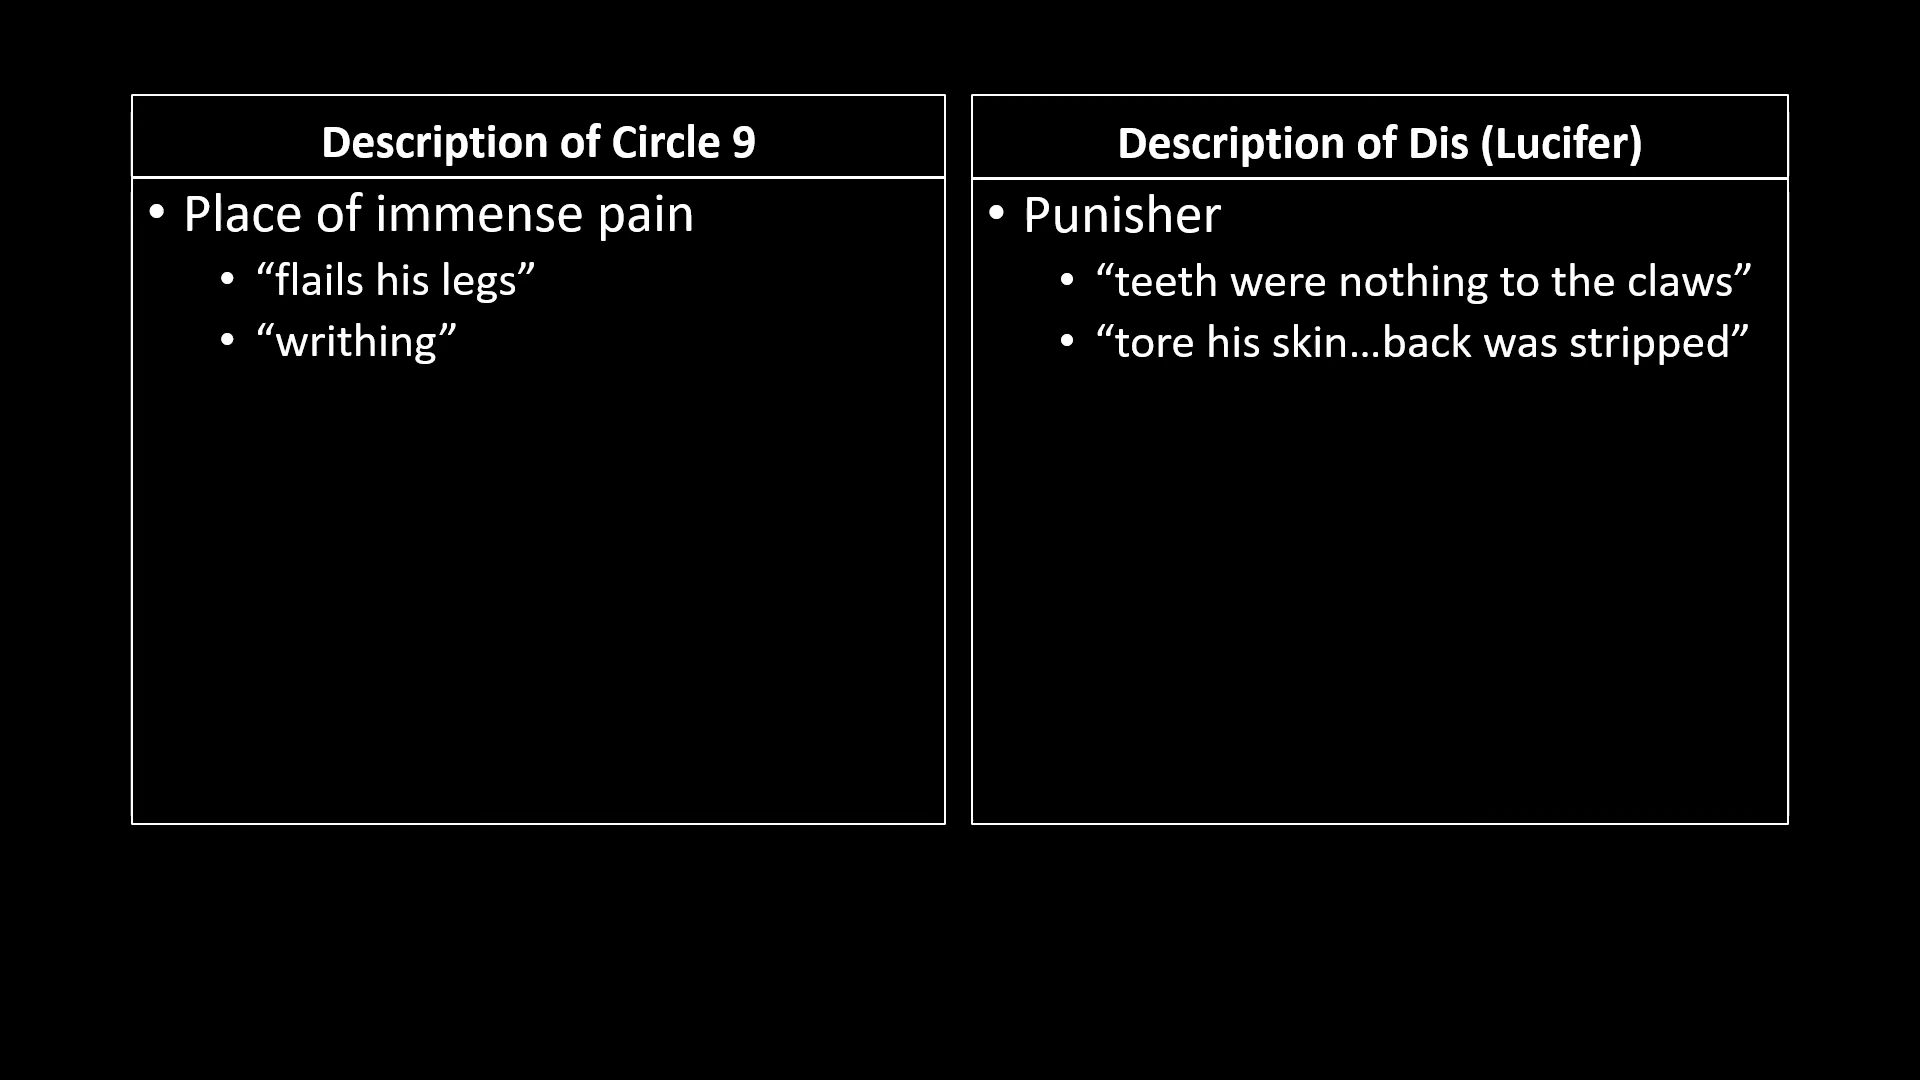 Description of Circle 9
• Place of immense pain
• “flails his legs”
• “writhing”
Description of Dis (Lucifer)
• Punisher
• “teeth were nothing to the claws”
• “tore his skin…back was stripped”